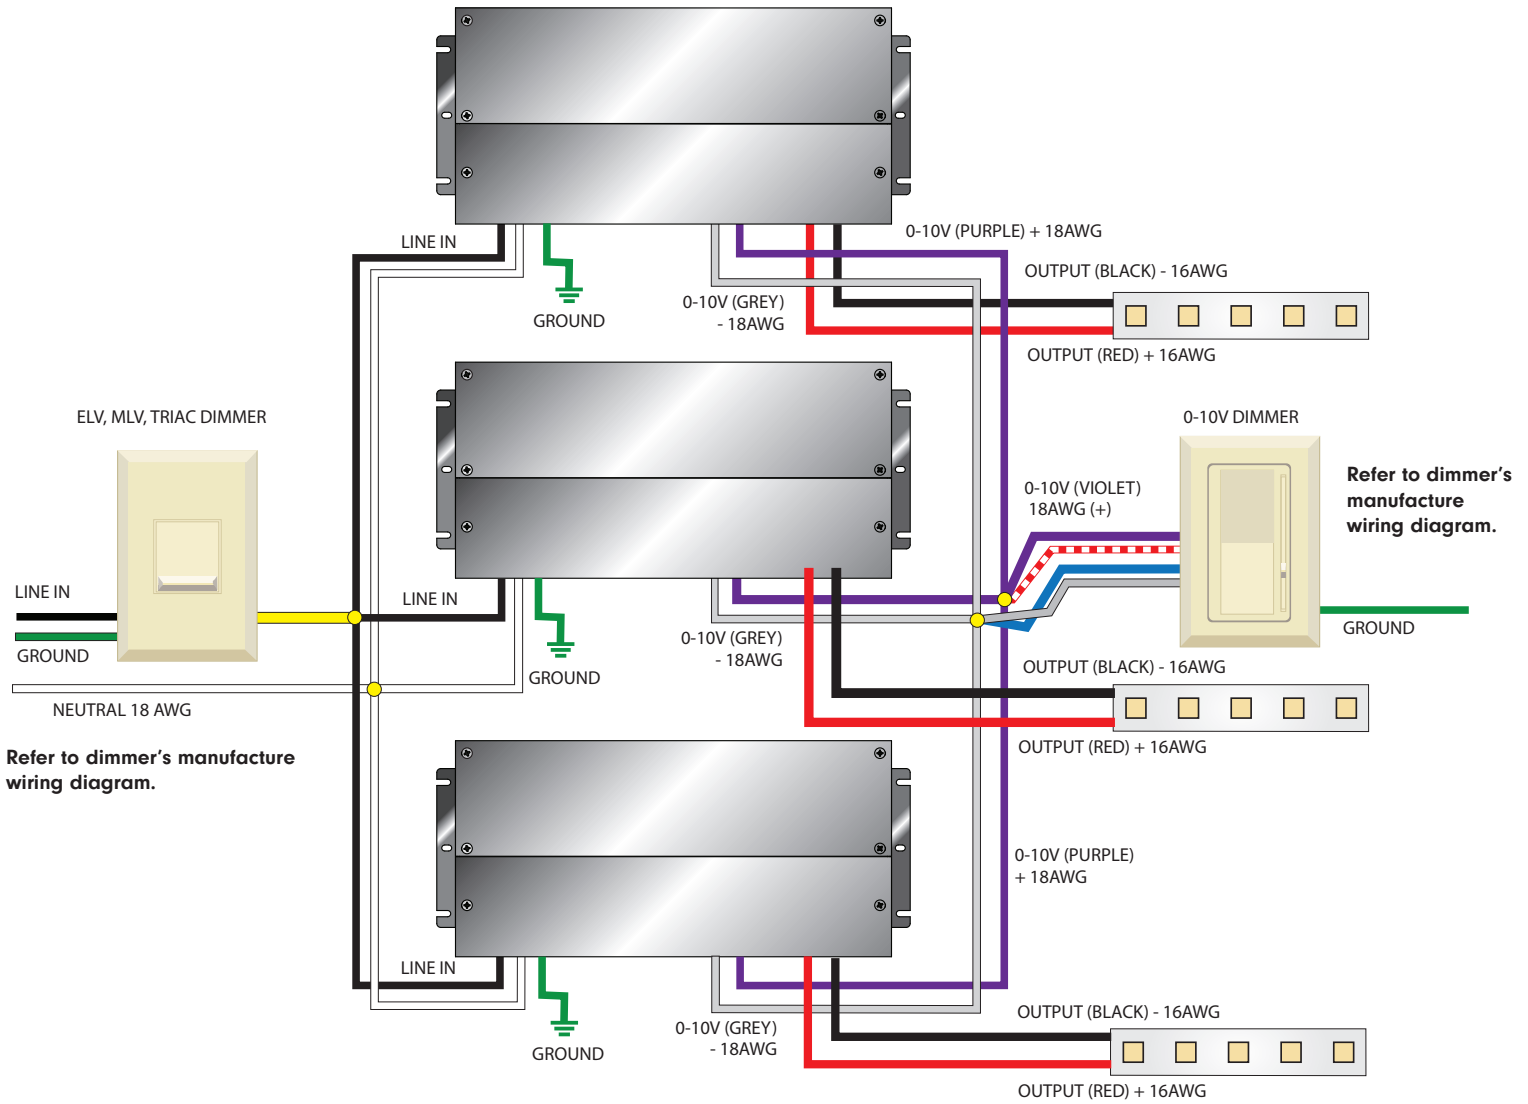 LINE IN
0-10V (PURPLE) + 18AWG
OUTPUT (BLACK) - 16AWG
0-10V (GREY)
- 18AWG
GROUND
OUTPUT (RED) + 16AWG
ELV, MLV, TRIAC DIMMER
0-10V DIMMER
Refer to dimmer's
manufacture
wiring diagram.
0-10V (VIOLET)
18AWG (+)
LINE IN
LINE IN
GROUND
GROUND
0-10V (GREY)
- 18AWG
GROUND
OUTPUT (BLACK) - 16AWG
NEUTRAL 18 AWG
OUTPUT (RED) + 16AWG
Refer to dimmer's manufacture
wiring diagram.
0-10V (PURPLE)
+ 18AWG
LINE IN
0-10V (GREY)
- 18AWG
GROUND
OUTPUT (BLACK) - 16AWG
OUTPUT (RED) + 16AWG